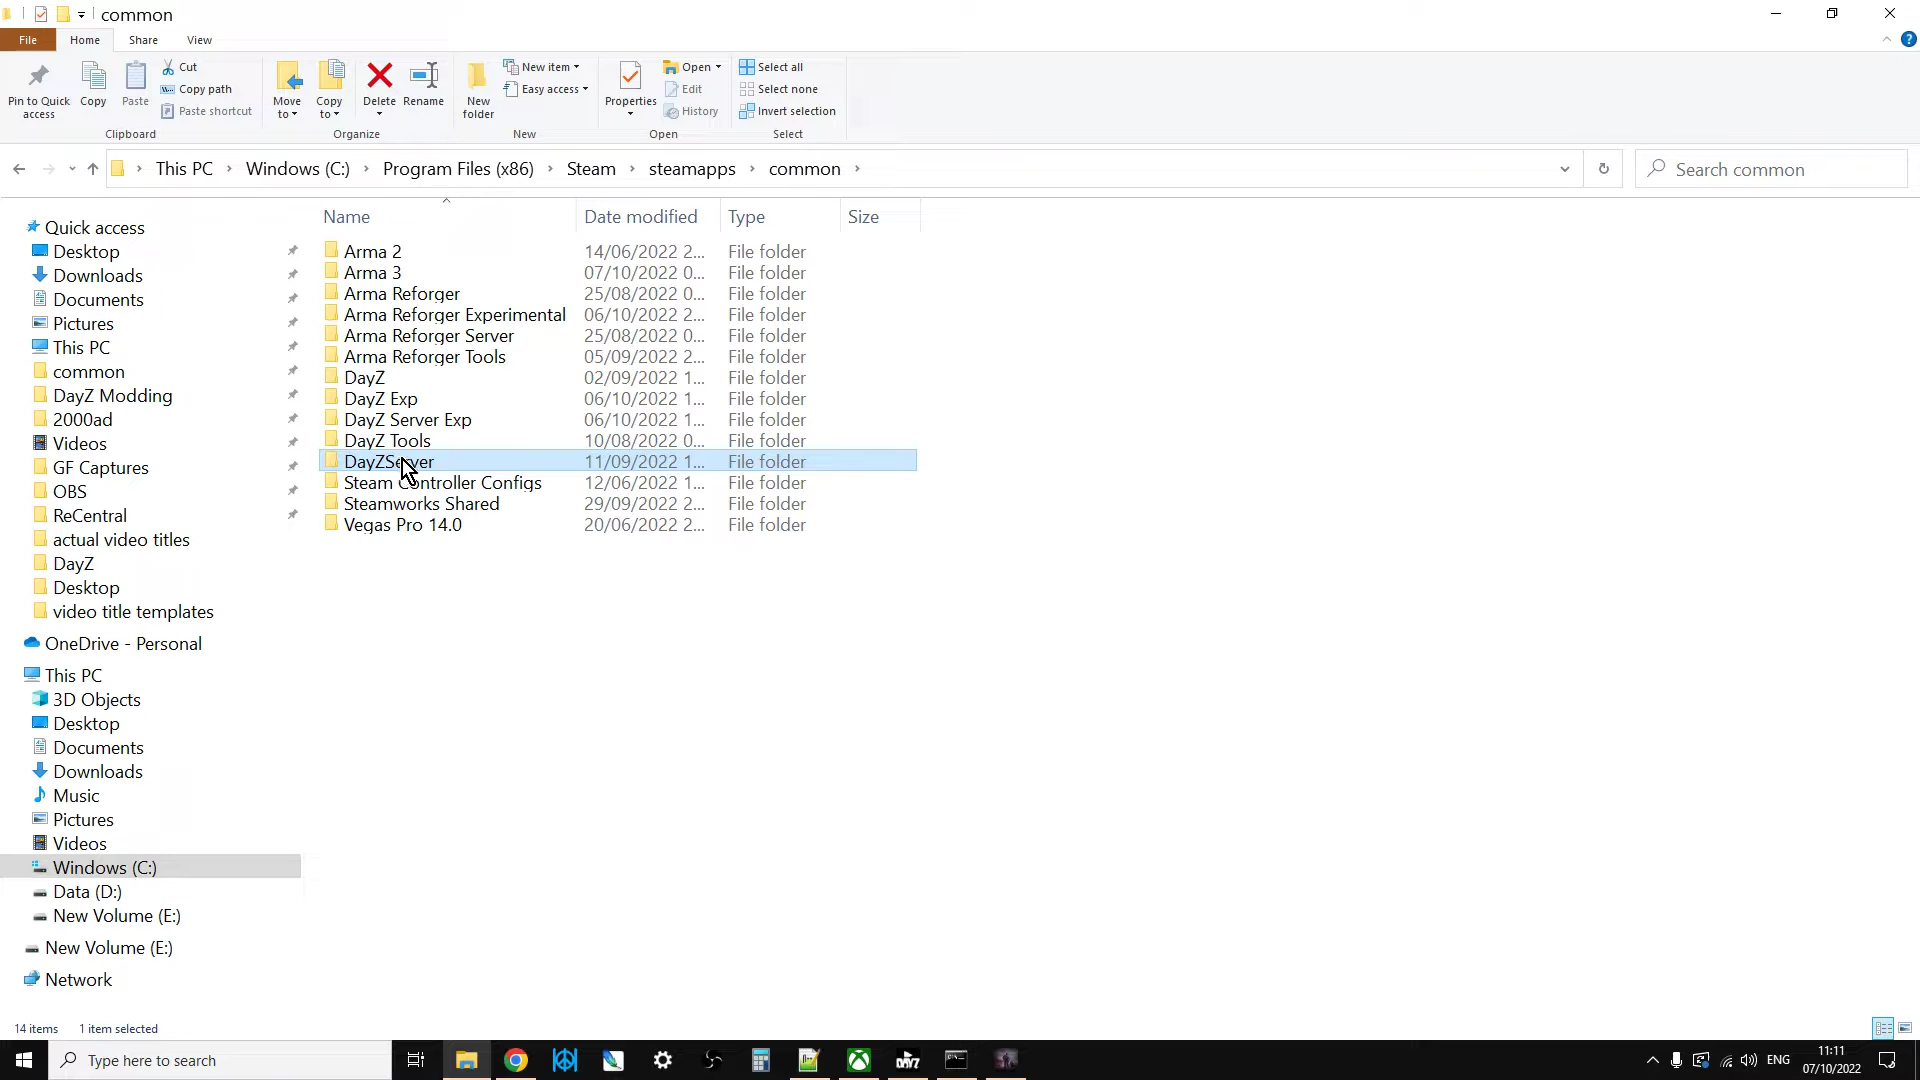 common
File Home Share View
Pin to Quick access
Copy
Paste
Cut
Copy path
Paste shortcut
Clipboard
Move to
Copy to
Delete
Rename
Organize
New folder
New item
Easy access
New
Properties
Open
Edit
History
Open
Select all
Select none
Invert selection
Select
This PC > Windows (C:) > Program Files (x86) > Steam > steamapps > common >
Search common
Quick access
Desktop
Downloads
Documents
Pictures
This PC
common
DayZ Modding
2000ad
Videos
GF Captures
OBS
ReCentral
actual video titles
DayZ
Desktop
video title templates
OneDrive - Personal
This PC
3D Objects
Desktop
Documents
Downloads
Music
Pictures
Videos
Windows (C:)
Data (D:)
New Volume (E:)
New Volume (E:)
Network
Name Date modified Type Size
Arma 2 14/06/2022 2... File folder
Arma 3 07/10/2022 0... File folder
Arma Reforger 25/08/2022 0... File folder
Arma Reforger Experimental 06/10/2022 2... File folder
Arma Reforger Server 25/08/2022 0... File folder
Arma Reforger Tools 05/09/2022 2... File folder
DayZ 02/09/2022 1... File folder
DayZ Exp 06/10/2022 1... File folder
DayZ Server Exp 06/10/2022 1... File folder
DayZ Tools 10/08/2022 0... File folder
DayZServer 11/09/2022 1... File folder
Steam Controller Configs 12/06/2022 1... File folder
Steamworks Shared 29/09/2022 2... File folder
Vegas Pro 14.0 20/06/2022 2... File folder
14 items 1 item selected
Type here to search
DAYZ
ENG
11:11
07/10/2022